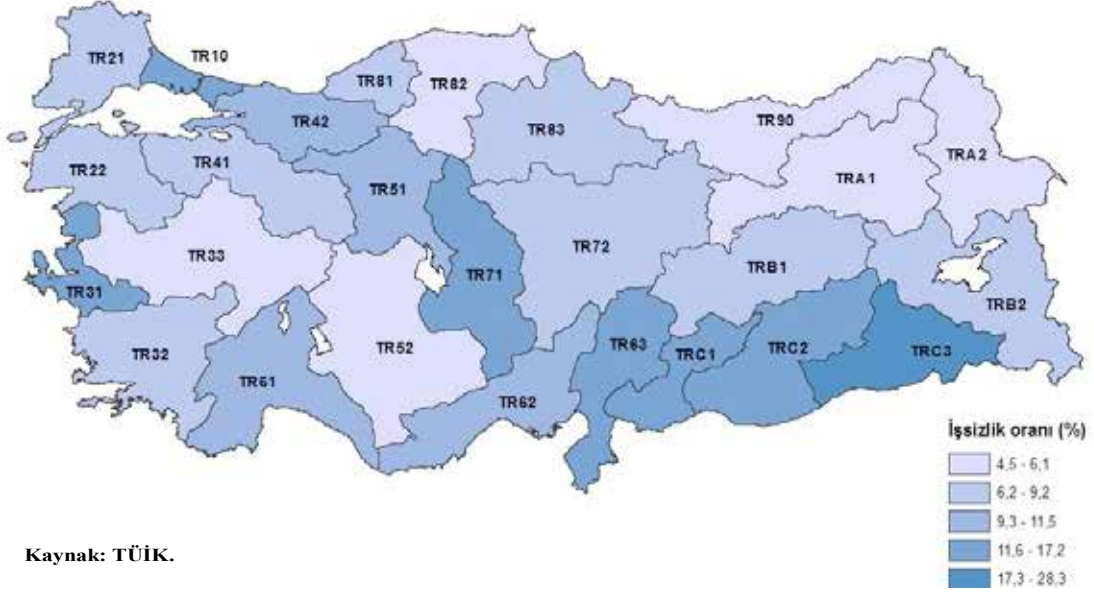 TR10
TR21
TR81
TR82
TR42
TR83
TR90
TRA2
TR41
TR22
TR51
TRA1
TR33
TR72
TR71
TRB1
TR31
TRB2
TR32
TR52
TR63
TRC1
TRC2
TRC3
TR61
TR62
İşsizlik oranı (%)
4,5 - 6,1
6,2 - 9,2
9,3 - 11,5
11,6 - 17,2
17,3 - 28,3
Kaynak: TÜİK.